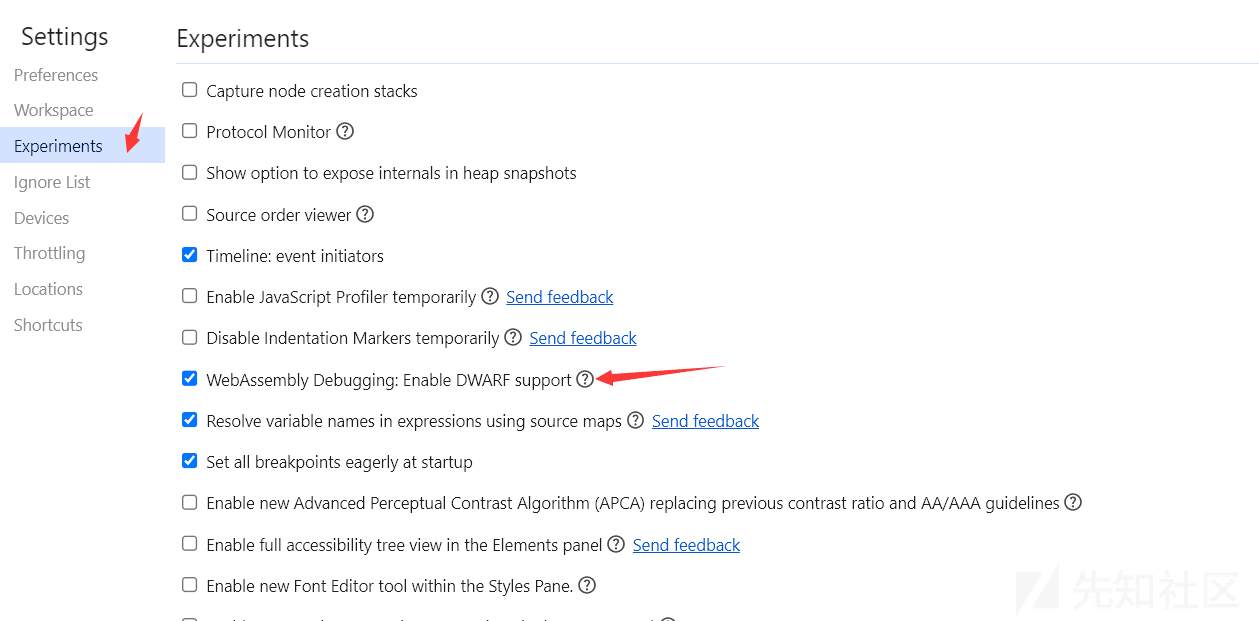 Settings
Preferences
Workspace
Experiments
Ignore List
Devices
Throttling
Locations
Shortcuts
Experiments
Capture node creation stacks
Protocol Monitor
Show option to expose internals in heap snapshots
Source order viewer
Timeline: event initiators
Enable JavaScript Profiler temporarily Send feedback
Disable Indentation Markers temporarily Send feedback
WebAssembly Debugging: Enable DWARF support
Resolve variable names in expressions using source maps Send feedback
Set all breakpoints eagerly at startup
Enable new Advanced Perceptual Contrast Algorithm (APCA) replacing previous contrast ratio and AA/AAA guidelines
Enable full accessibility tree view in the Elements panel Send feedback
Enable new Font Editor tool within the Styles Pane.
先知社区